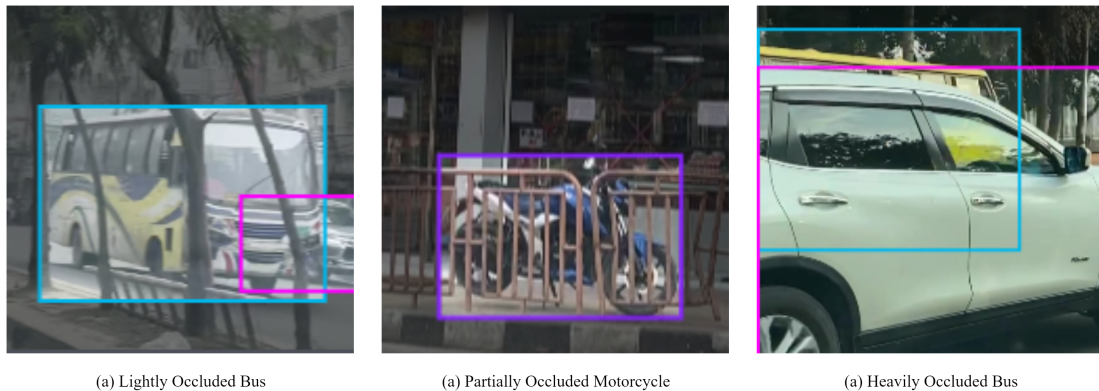 (a) Lightly Occluded Bus
(a) Partially Occluded Motorcycle
(a) Heavily Occluded Bus